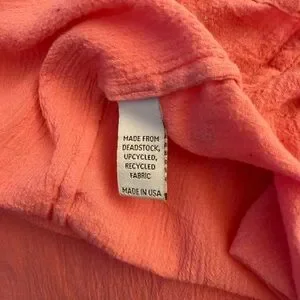 MADE FROM
DEADSTOCK,
UPCYCLED,
RECYCLED
FABRIC
MADE IN USA